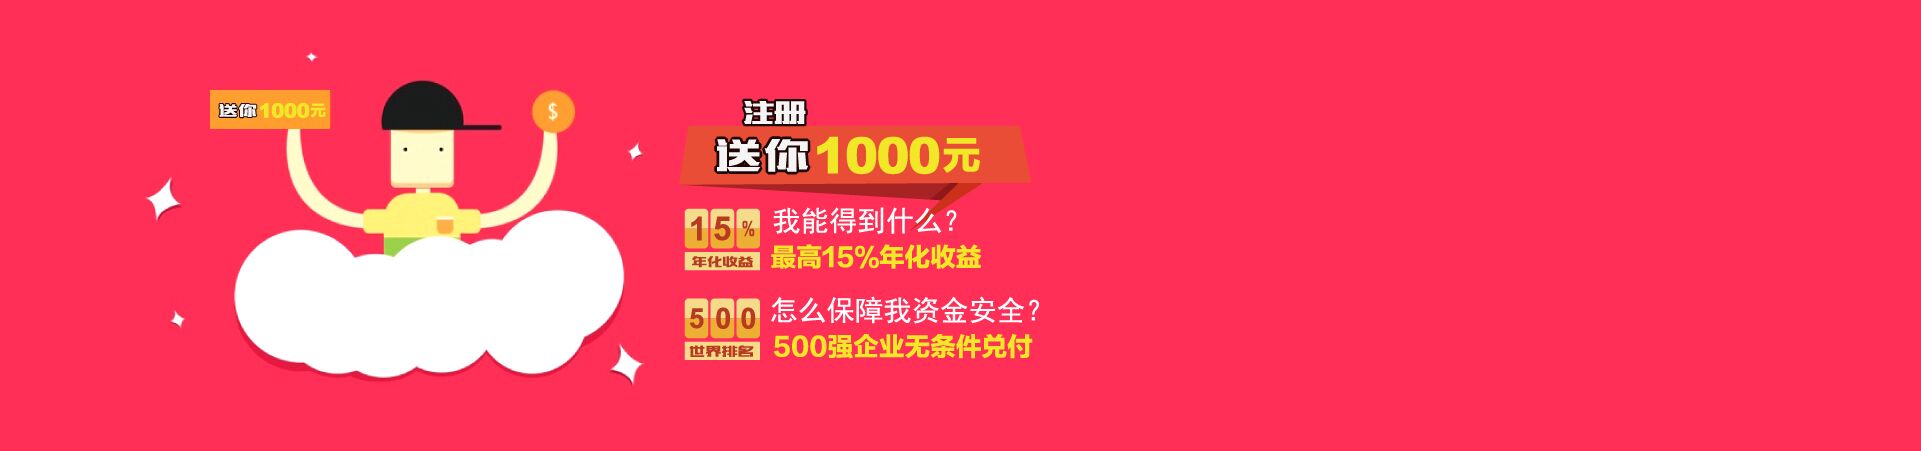 送你1000元
$
注册
送你1000元
15%
年化收益
我能得到什么？
最高15%年化收益
500
世界排名
怎么保障我资金安全？
500强企业无条件兑付